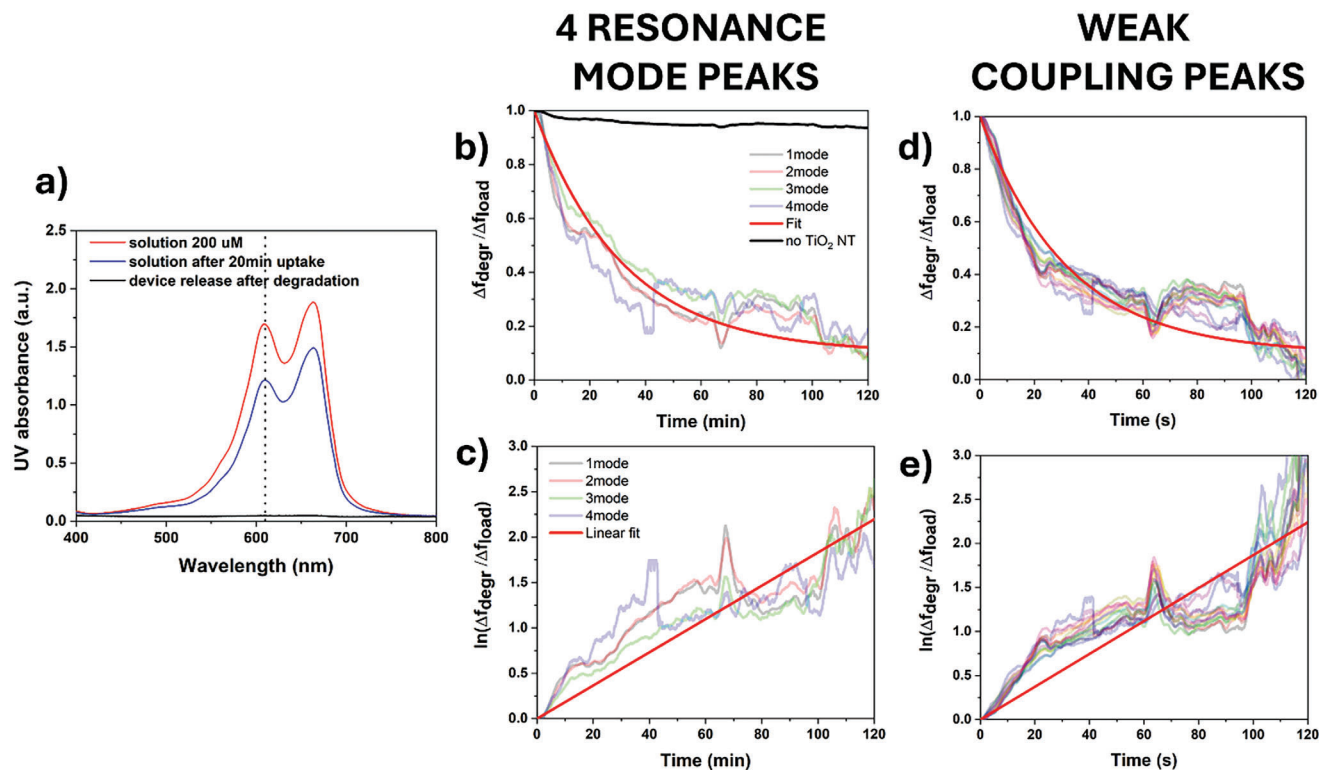 4 RESONANCE
MODE PEAKS
WEAK
COUPLING PEAKS
a)
2.5
2.0
1.5
1.0
0.5
0.0
UV absorbance (a.u.)
solution 200 uM
solution after 20min uptake
device release after degradation
400
500
600
700
800
Wavelength (nm)
b)
1.0
0.8
0.6
0.4
0.2
0.0
Δfdegr /Δfload
1mode
2mode
3mode
4mode
Fit
no TiO2 NT
0
20
40
60
80
100
120
Time (min)
c)
3.0
2.5
2.0
1.5
1.0
0.5
0.0
ln(Δfdegr /Δfload)
1mode
2mode
3mode
4mode
Linear fit
0
20
40
60
80
100
120
Time (min)
d)
1.0
0.8
0.6
0.4
0.2
0.0
Δfdegr /Δfload
0
20
40
60
80
100
120
Time (s)
e)
3.0
2.5
2.0
1.5
1.0
0.5
0.0
ln(Δfdegr /Δfload)
0
20
40
60
80
100
120
Time (s)